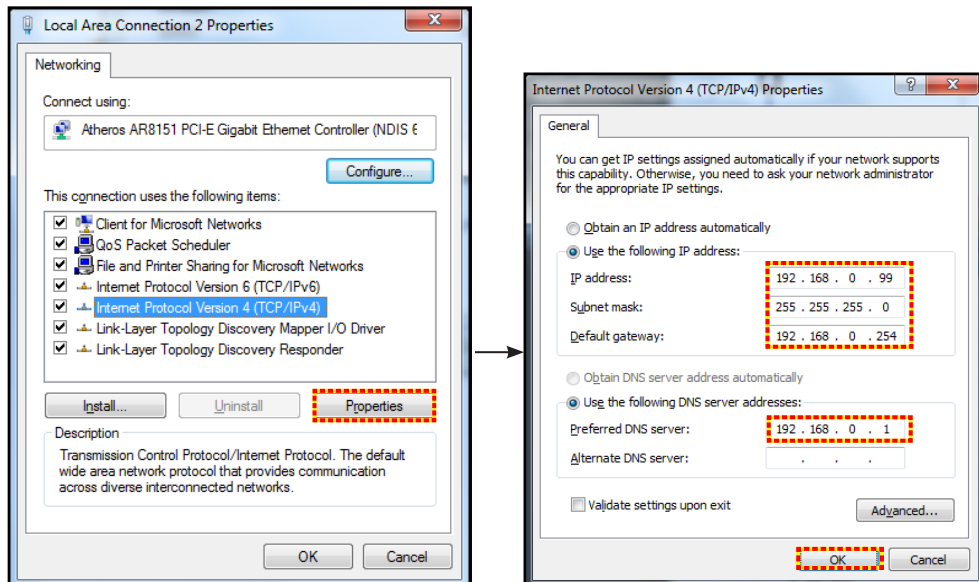 Local Area Connection 2 Properties
Networking
Connect using:
Atheros AR8151 PCI-E Gigabit Ethernet Controller (NDIS 6
Configure...
This connection uses the following items:
Client for Microsoft Networks
QoS Packet Scheduler
File and Printer Sharing for Microsoft Networks
Internet Protocol Version 6 (TCP/IPv6)
Internet Protocol Version 4 (TCP/IPv4)
Link-Layer Topology Discovery Mapper I/O Driver
Link-Layer Topology Discovery Responder
Install... Uninstall Properties
Description
Transmission Control Protocol/Internet Protocol. The default
wide area network protocol that provides communication
across diverse interconnected networks.
OK Cancel
Internet Protocol Version 4 (TCP/IPv4) Properties
General
You can get IP settings assigned automatically if your network supports
this capability. Otherwise, you need to ask your network administrator
for the appropriate IP settings.
Obtain an IP address automatically
Use the following IP address:
IP address: 192 . 168 . 0 . 99
Subnet mask: 255 . 255 . 255 . 0
Default gateway: 192 . 168 . 0 . 254
Obtain DNS server address automatically
Use the following DNS server addresses:
Preferred DNS server: 192 . 168 . 0 . 1
Alternate DNS server: . . .
Validate settings upon exit
Advanced...
OK Cancel